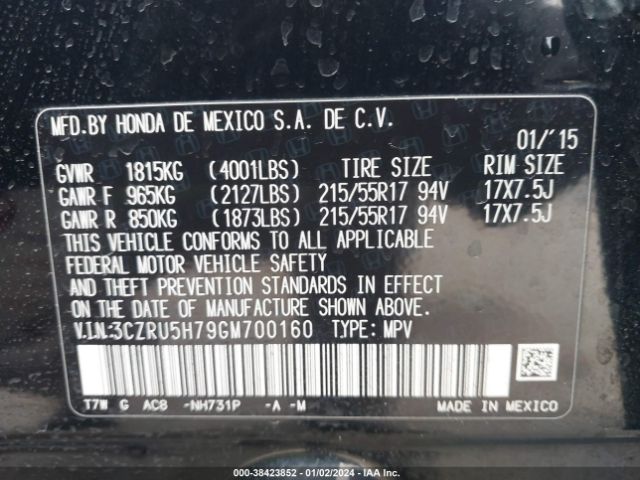 MFD.BY HONDA DE MEXICO S.A. DE C.V.
01/'15
GVWR 1815KG (4001LBS) TIRE SIZE RIM SIZE
GAWR F 965KG (2127LBS) 215/55R17 94V 17X7.5J
GAWR R 850KG (1873LBS) 215/55R17 94V 17X7.5J
THIS VEHICLE CONFORMS TO ALL APPLICABLE
FEDERAL MOTOR VEHICLE SAFETY
AND THEFT PREVENTION STANDARDS IN EFFECT
ON THE DATE OF MANUFACTURE SHOWN ABOVE.
V.I.N:3CZRU5H79GM700160 TYPE: MPV
T7W G AC8 -NH731P -A -M
MADE IN MEXICO
000-38423852 - 01/02/2024 - IAA Inc.